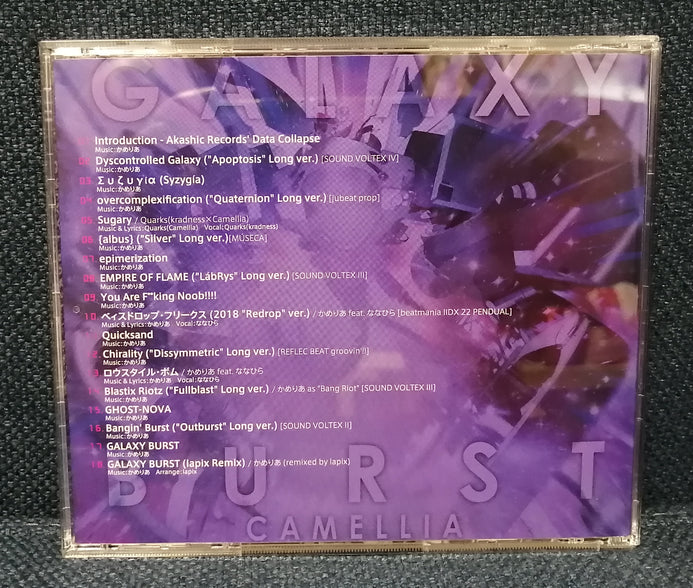 GALAXY
Introduction - Akashic Records' Data Collapse
Music:かめりあ
Dyscontrolled Galaxy ("Apoptosis" Long ver.) [SOUND VOLTEX IV]
Music:かめりあ
03. Συζυγία (Syzygía)
Music:かめりあ
04. overcomplexification ("Quaternion" Long ver.) [jubeat prop]
Music:かめりあ
05. Sugary / Quarks(kradness×Camellia)
Music & Lyrics:Quarks(Camellia) Vocal:Quarks(kradness)
06. {albus} ("Silver" Long ver.)[MÚSECA]
Music:かめりあ
07. epimerization
Music:かめりあ
08. EMPIRE OF FLAME ("LábRys" Long ver.) [SOUND VOLTEX III]
Music:かめりあ
09. You Are F**king Noob!!!!
Music:かめりあ
10. ベィスドロップ・フリークス (2018 "Redrop" ver.) / かめりあ feat. ななひら [beatmania IIDX 22 PENDUAL]
Music & Lyrics:かめりあ Vocal:ななひら
Quicksand
Music:かめりあ
Chirality ("Dissymmetric" Long ver.) [REFLEC BEAT groovin'!!]
Music:かめりあ
ロウスタイル・ボム / かめりあ feat. ななひら
Music & Lyrics:かめりあ Vocal:ななひら
Blastix Riotz ("Fullblast" Long ver.) / かめりあ as "Bang Riot" [SOUND VOLTEX III]
Music:かめりあ
15. GHOST-NOVA
Music:かめりあ
16. Bangin' Burst ("Outburst" Long ver.) [SOUND VOLTEX II]
Music:かめりあ
17. GALAXY BURST
Music:かめりあ
18. GALAXY BURST (lapix Remix) / かめりあ (remixed by lapix)
Music:かめりあ Arrange:lapix
BURST
CAMELLIA